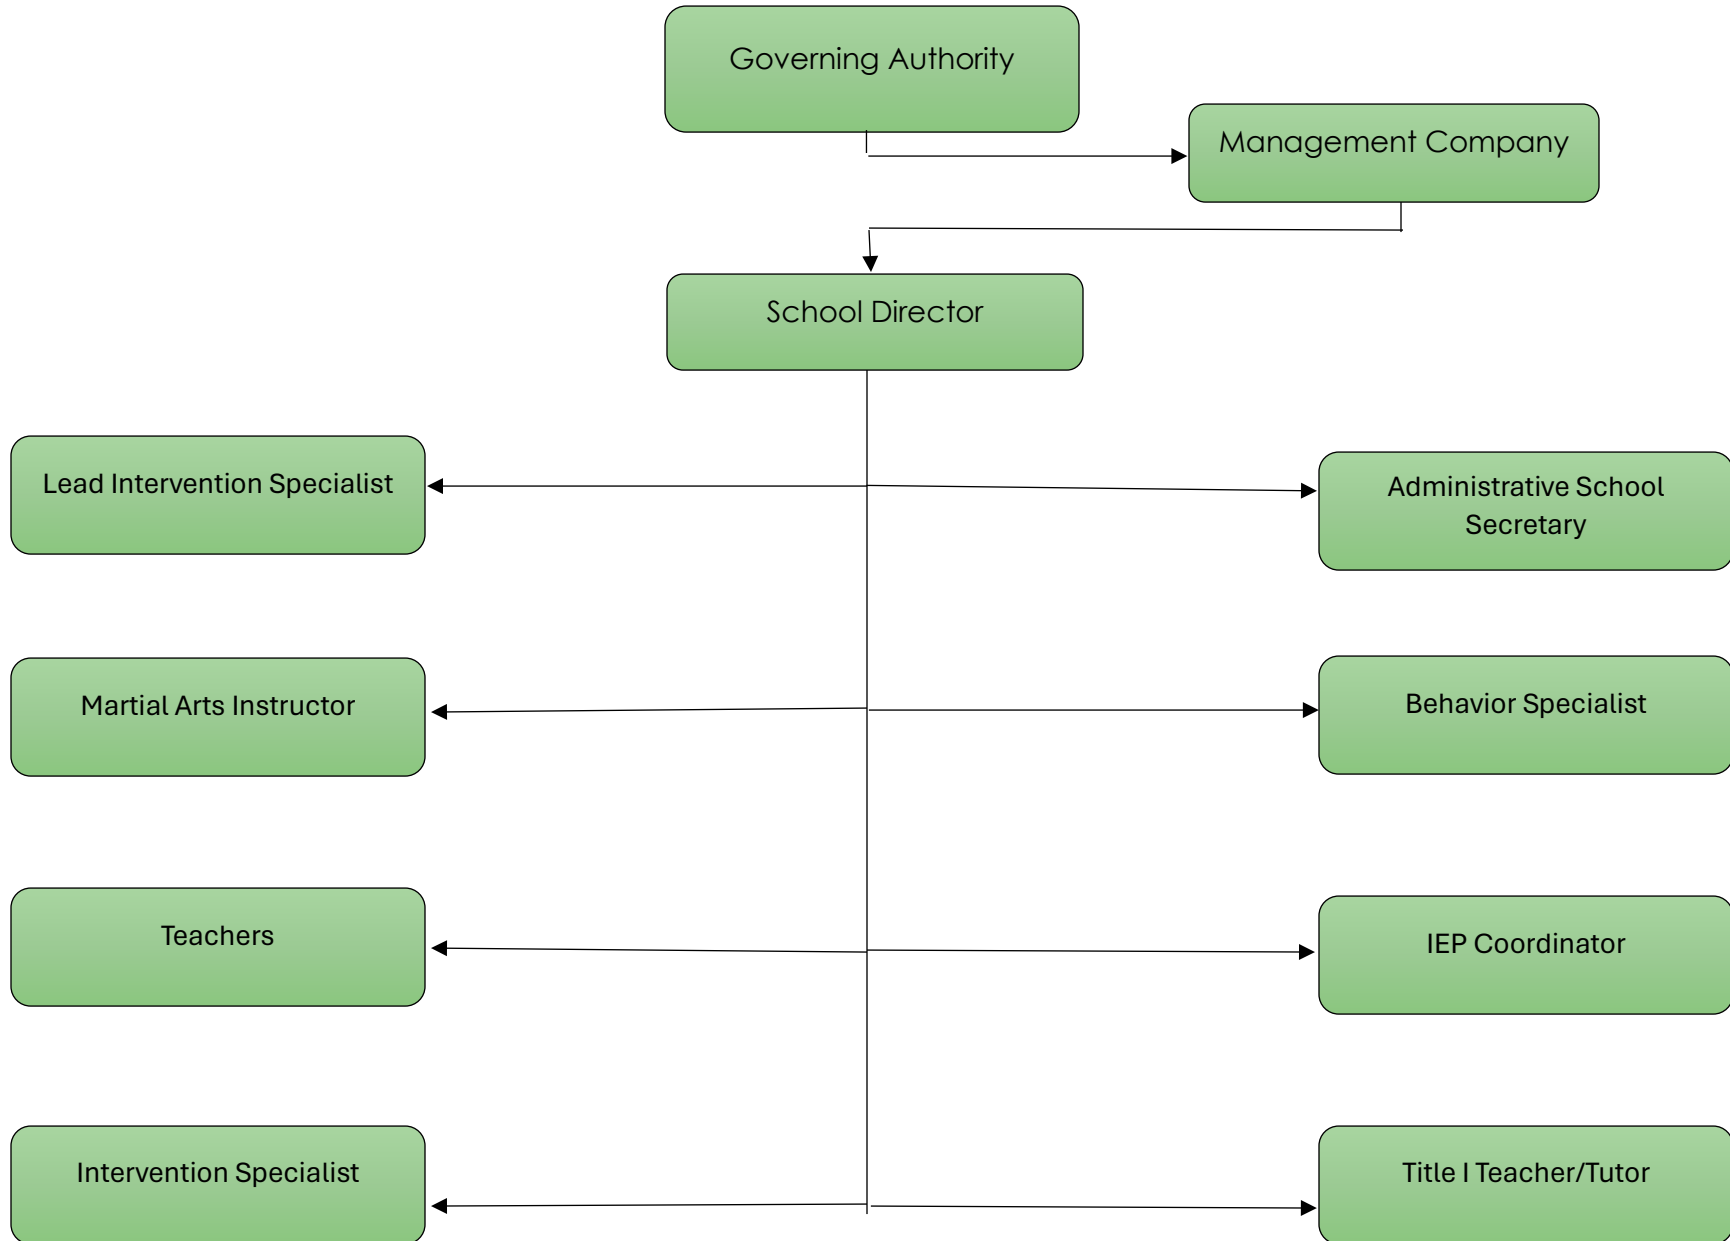 Governing Authority
Management Company
School Director
Lead Intervention Specialist
Administrative School
Secretary
Martial Arts Instructor
Behavior Specialist
Teachers
IEP Coordinator
Intervention Specialist
Title I Teacher/Tutor